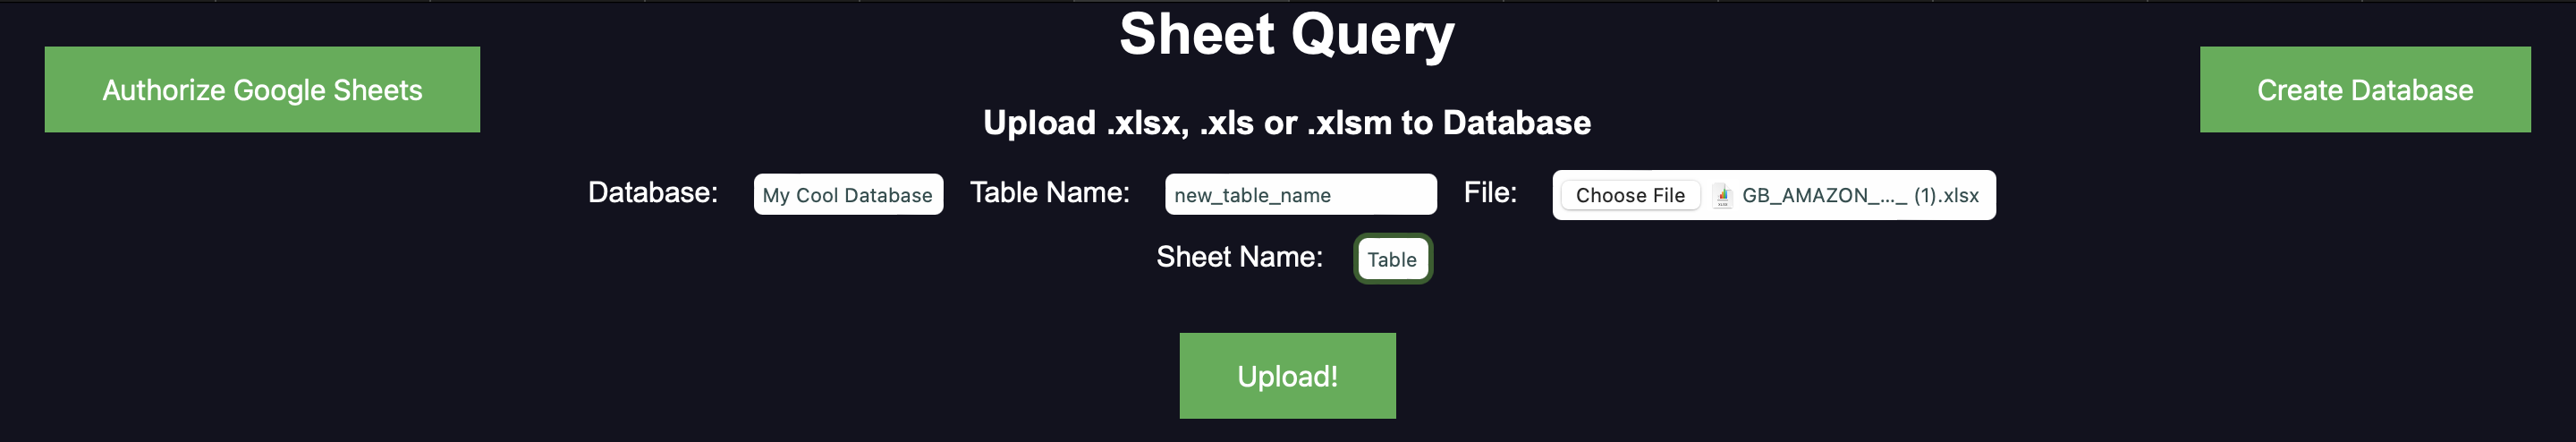 Sheet Query
Authorize Google Sheets
Create Database
Upload .xlsx, .xls or .xlsm to Database
Database: My Cool Database Table Name: new_table_name File: Choose File GB_AMAZON_..._ (1).xlsx
Sheet Name: Table
Upload!